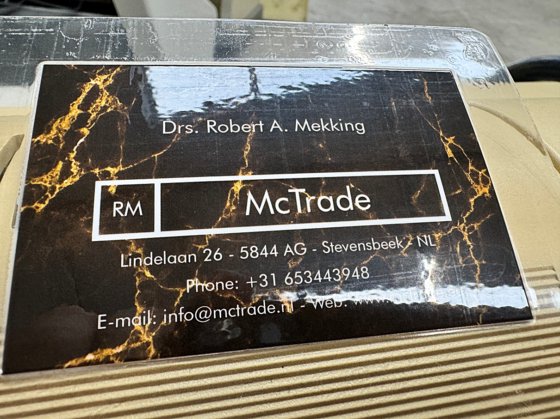 Drs. Robert A. Mekking
RM McTrade
Lindelaan 26 - 5844 AG - Stevensbeek - NL
Phone: +31 653443948
E-mail: info@mctrade.nl - Web: